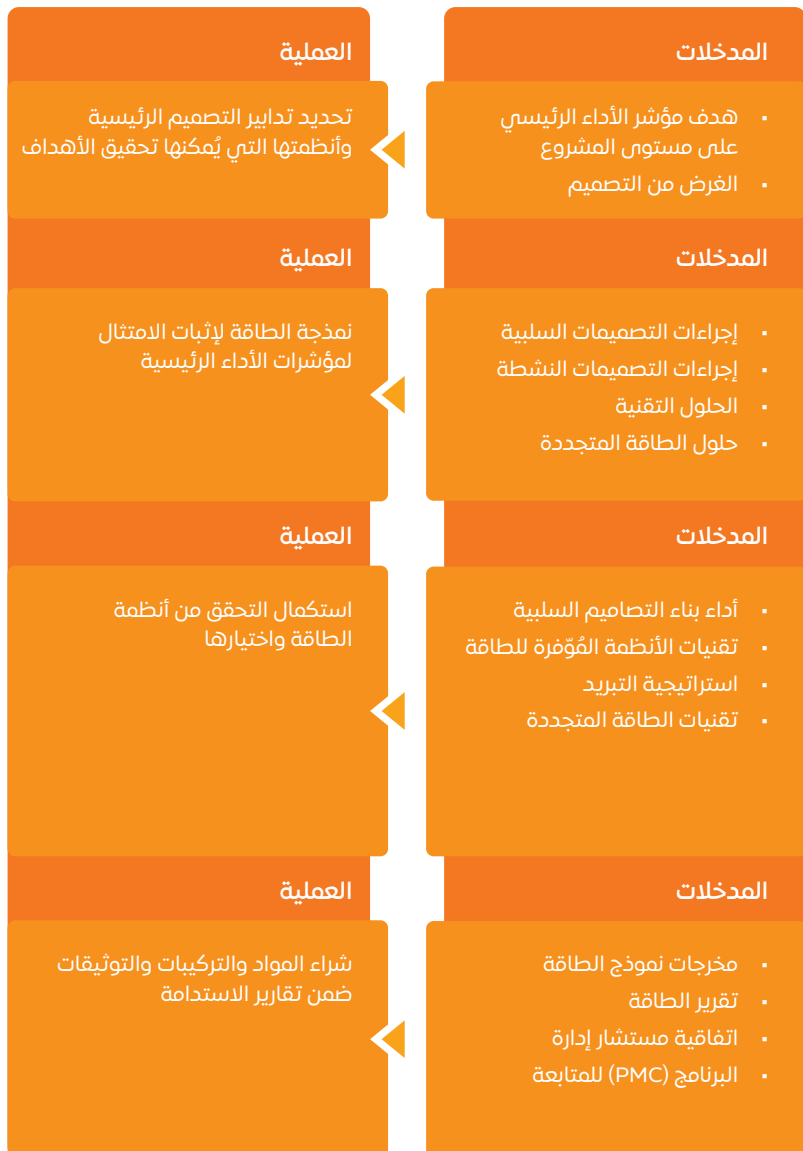 المدخلات
هدف مؤشر الأداء الرئيسي
على مستوى المشروع
الغرض من التصميم
العملية
تحديد تدابير التصميم الرئيسية
وأنظمتها التي يُمكنها تحقيق الأهداف
المدخلات
إجراءات التصميمات السلبية
إجراءات التصميمات النشطة
الحلول التقنية
حلول الطاقة المتجددة
العملية
نمذجة الطاقة لإثبات الامتثال
لمؤشرات الأداء الرئيسية
المدخلات
أداء بناء التصاميم السلبية
تقنيات الأنظمة المُوّفرة للطاقة
استراتيجية التبريد
تقنيات الطاقة المتجددة
العملية
استكمال التحقق من أنظمة
الطاقة واختيارها
المدخلات
مخرجات نموذج الطاقة
تقرير الطاقة
اتفاقية مستشار إدارة
البرنامج (PMC) للمتابعة
العملية
شراء المواد والتركيبات والتوثيقات
ضمن تقارير الاستدامة